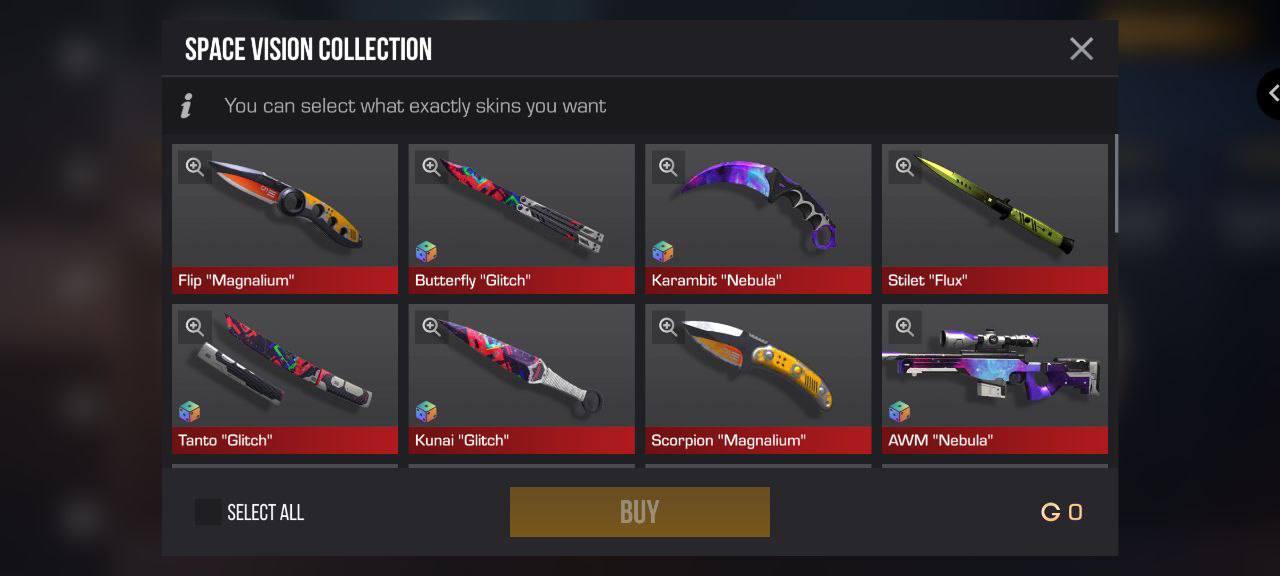 SPACE VISION COLLECTION
You can select what exactly skins you want
Flip "Magnalium"
Butterfly "Glitch"
Karambit "Nebula"
Stilet "Flux"
Tanto "Glitch"
Kunai "Glitch"
Scorpion "Magnalium"
AWM "Nebula"
SELECT ALL
BUY
G 0